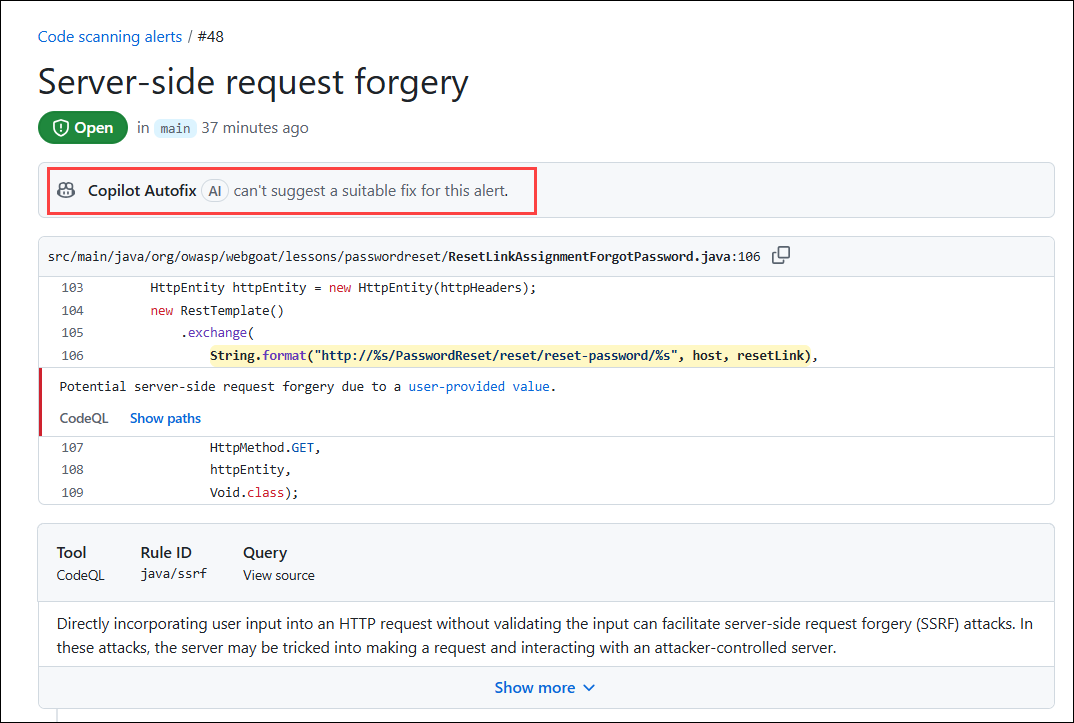 Code scanning alerts / #48
Server-side request forgery
Open in main 37 minutes ago
Copilot Autofix AI can't suggest a suitable fix for this alert.
src/main/java/org/owasp/webgoat/lessons/passwordreset/ResetLinkAssignmentForgotPassword.java:106
103 HttpEntity httpEntity = new HttpEntity(httpHeaders);
104 new RestTemplate()
105 .exchange(
106 String.format("http://%s/PasswordReset/reset/reset-password/%s", host, resetLink),
Potential server-side request forgery due to a user-provided value.
CodeQL Show paths
107 HttpMethod.GET,
108 httpEntity,
109 Void.class);
Tool Rule ID Query
CodeQL java/ssrf View source
Directly incorporating user input into an HTTP request without validating the input can facilitate server-side request forgery (SSRF) attacks. In
these attacks, the server may be tricked into making a request and interacting with an attacker-controlled server.
Show more